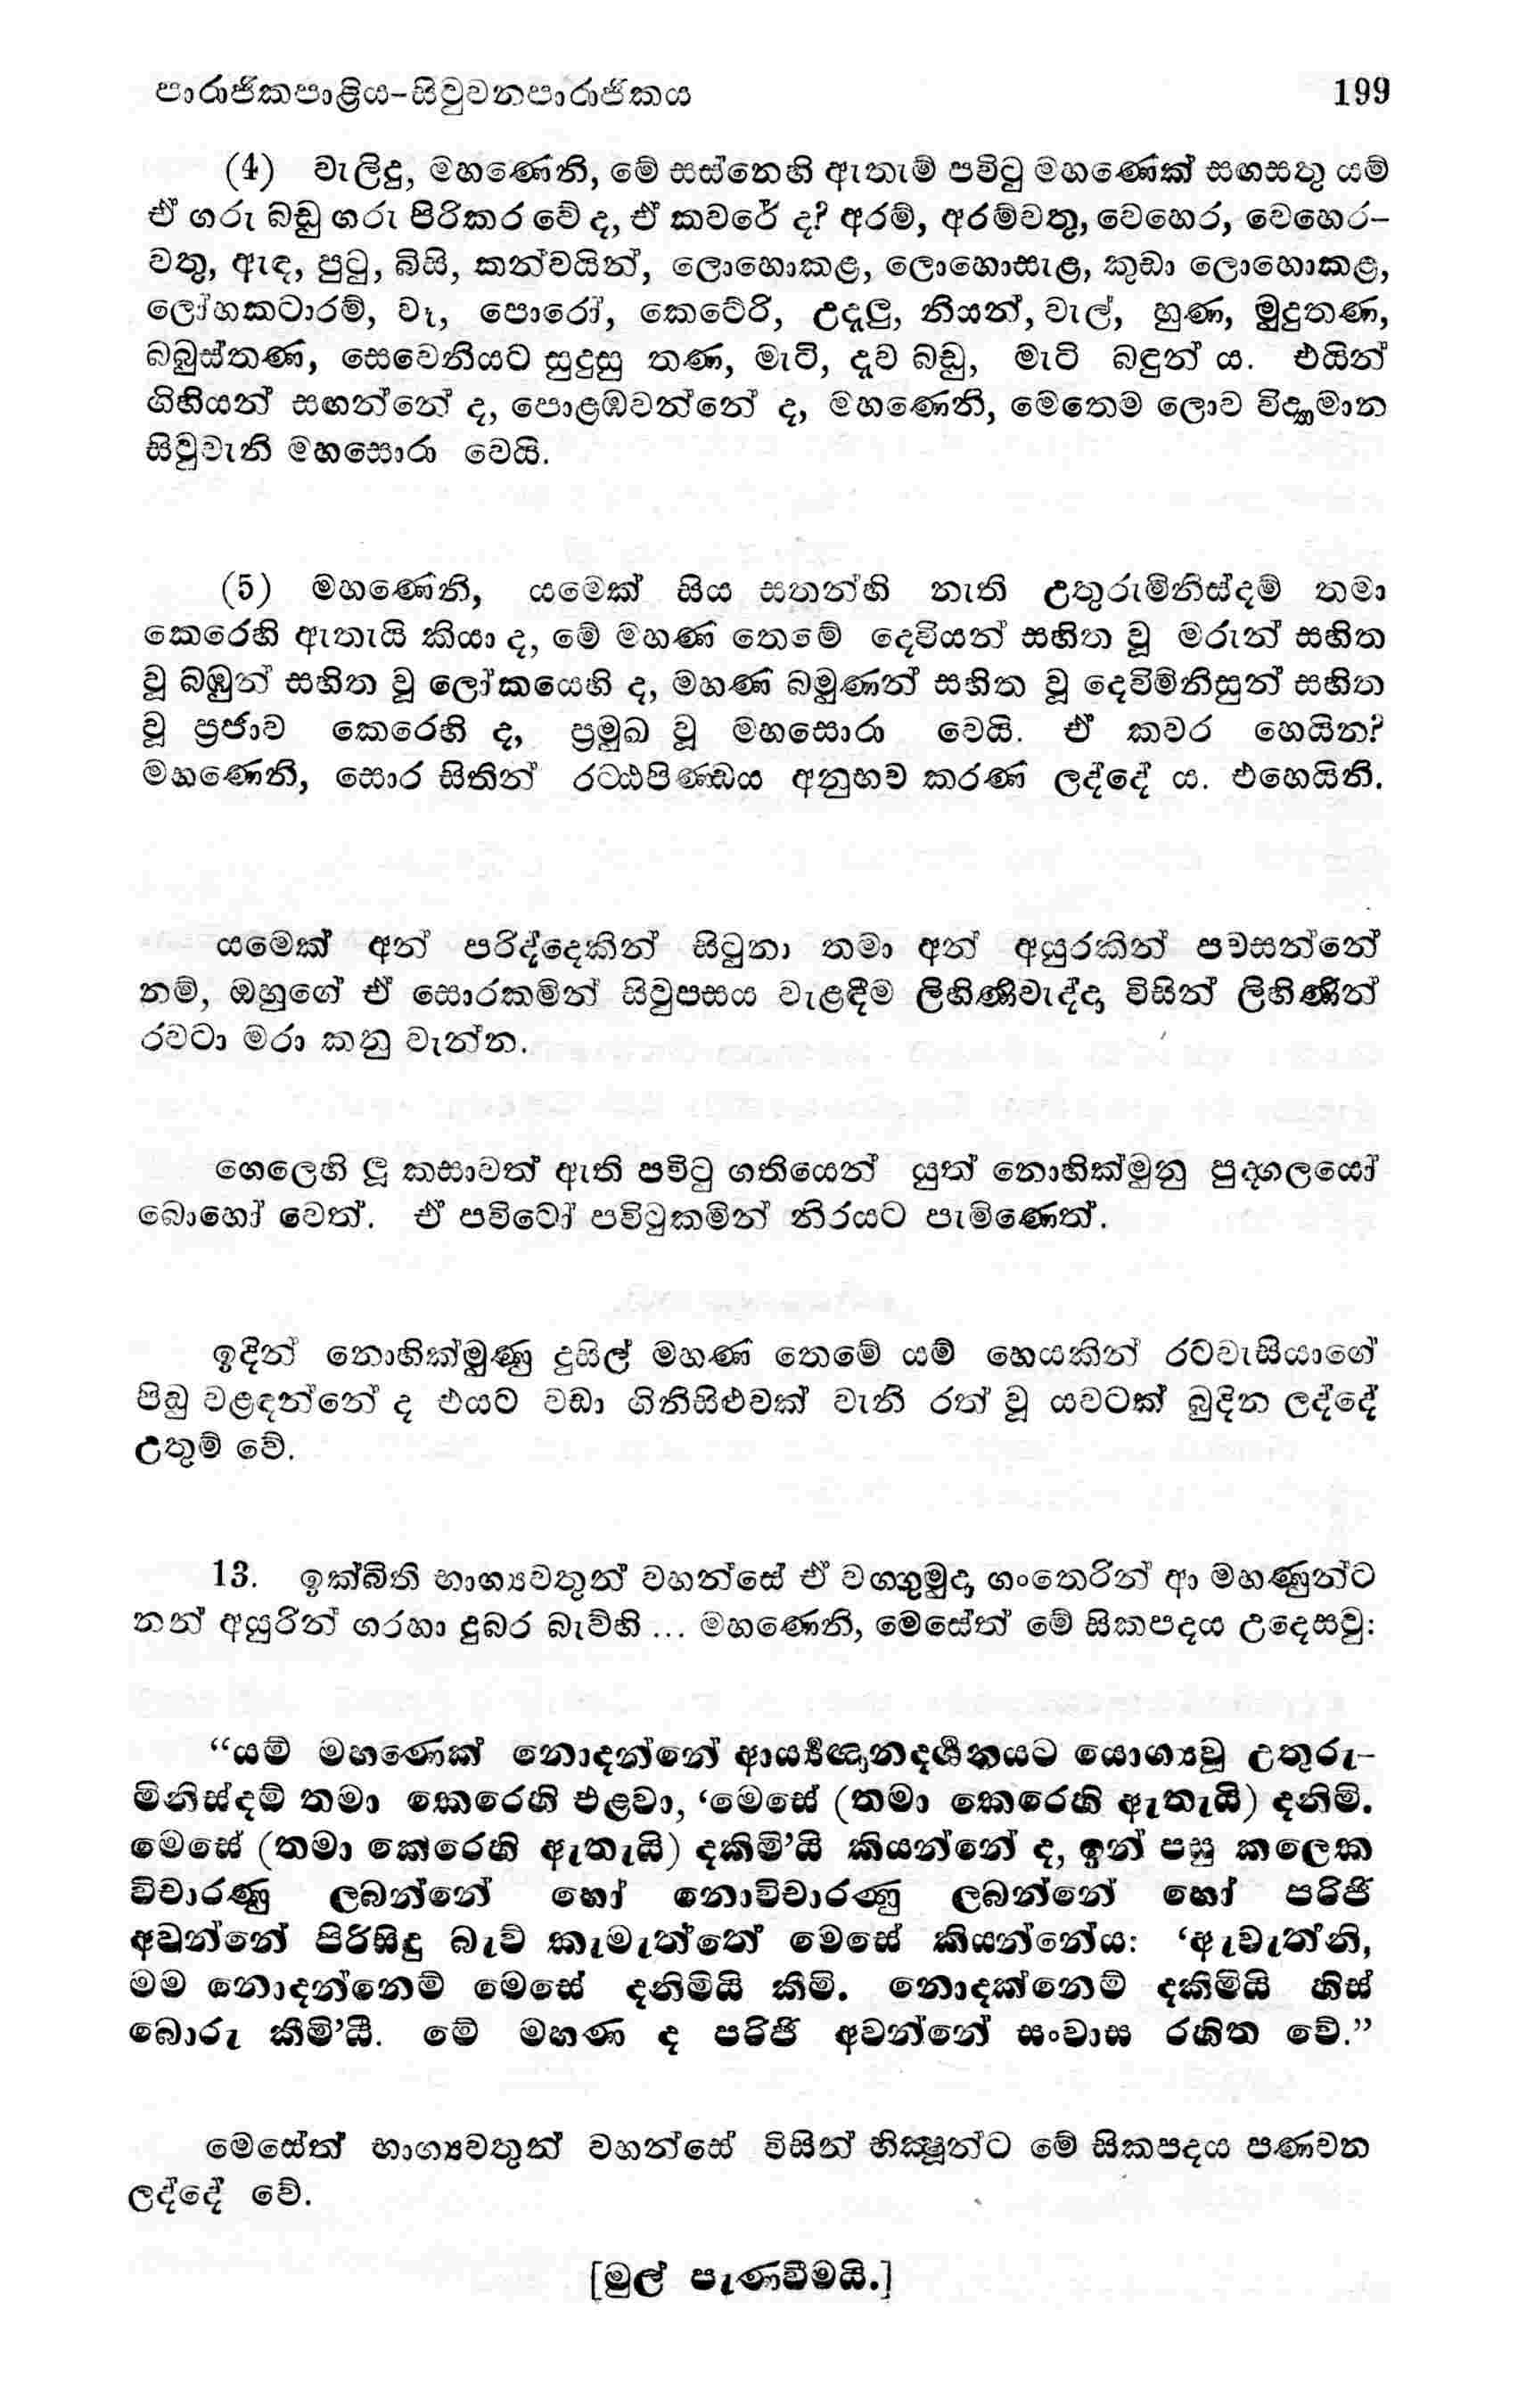 පාරාජිකපාළිය-සිවුවනපාරාජිකය 199
(4) වැලිදු, මහණෙනි, මේ සස්නෙහි ඇතැම් පවිටු මහණෙක් සඟසතු යම්
ඒ ගරු බඩු ගරු පිරිකර වේ ද, ඒ කවරේ ද? අරම්, අරම්වතු, වෙහෙර, වෙහෙර-
වතු, ඇඳ, පුටු, බිසි, කන්වයින්, ලොහොකළ, ලොහොසැළ, කුඩා ලොහොකළ,
ලෝහකටාරම්, වෑ, පොරෝ, කෙටේරි, උදැලු, නියන්, වැල්, හුණ, මුදුතණ,
බබුස්තණ, සෙවෙනියට සුදුසු තණ, මැටි, දැව බඩු, මැටි බඳුන් ය. එයින්
ගිහියන් සඟන්නේ ද, පොළඹවන්නේ ද, මහණෙනි, මෙතෙම ලොව විද්‍යමාන
සිවුවැනි මහසොරා වෙයි.
(5) මහණෙනි, යමෙක් සිය සතන්හි නැති උතුරුමිනිස්දම් තමා
කෙරෙහි ඇතැයි කියා ද, මේ මහණ තෙමේ දෙවියන් සහිත වූ මරුන් සහිත
වූ බඹුන් සහිත වූ ලෝකයෙහි ද, මහණ බමුණන් සහිත වූ දෙව්මිනිසුන් සහිත
වූ ප්‍රජාව කෙරෙහි ද, ප්‍රමුඛ වූ මහසොරා වෙයි. ඒ කවර හෙයින?
මහණෙනි, සොර සිතින් රට්ඨපිණ්ඩය අනුභව කරණ ලද්දේ ය. එහෙයිනි.
යමෙක් අන් පරිද්දෙකින් සිටුනා තමා අන් අයුරකින් පවසන්නේ
නම්, ඔහුගේ ඒ සොරකමින් සිවුපසය වැළඳීම ලිහිණිවැද්දා විසින් ලිහිණින්
රවටා මරා කනු වැන්න.
ගෙලෙහි ලූ කසාවත් ඇති පවිටු ගතියෙන් යුත් නොහික්මුනු පුද්ගලයෝ
බොහෝ වෙත්. ඒ පවිටෝ පවිටුකමින් නිරයට පැමිණෙත්.
ඉදින් නොහික්මුණු දුසිල් මහණ තෙමේ යම් හෙයකින් රටවැසියාගේ
පිඬු වළඳන්නේ ද එයට වඩා ගිනිසිළුවක් වැනි රත් වූ යවටක් බුදින ලද්දේ
උතුම් වේ.
13. ඉක්බිති භාග්‍යවතුන් වහන්සේ ඒ වග්ගුමුදා ගංතෙරින් ආ මහණුන්ට
නන් අයුරින් ගරහා දුබර බැව්හි ... මහණෙනි, මෙසේත් මේ සිකපදය උදෙසවු:
“යම් මහණෙක් නොදන්නේ ආර්‍ය්‍යඥානදර්ශනයට යොග්‍යවූ උතුරු-
මිනිස්දම් තමා කෙරෙහි එළවා, ‘මෙසේ (තමා කෙරෙහි ඇතැයි) දනිමි.
මෙසේ (තමා කෙරෙහි ඇතැයි) දකිමි’යි කියන්නේ ද, ඉන් පසු කලෙක
විචාරණු ලබන්නේ හෝ නොවිචාරණු ලබන්නේ හෝ පරිජි
අවන්නේ පිරිසිදු බැව් කැමැත්තේ මෙසේ කියන්නේය: ‘ඇවැත්නි,
මම නොදන්නෙම් මෙසේ දනිමියි කීමි. නොදක්නෙම් දකිමියි හිස්
බොරු කීමි’යි. මේ මහණ ද පරිජි අවන්නේ සංවාස රහිත වේ.”
මෙසේත් භාග්‍යවතුන් වහන්සේ විසින් භික්‍ෂූන්ට මේ සිකපදය පණවන
ලද්දේ වේ.
[මුල් පැණවීමයි.]